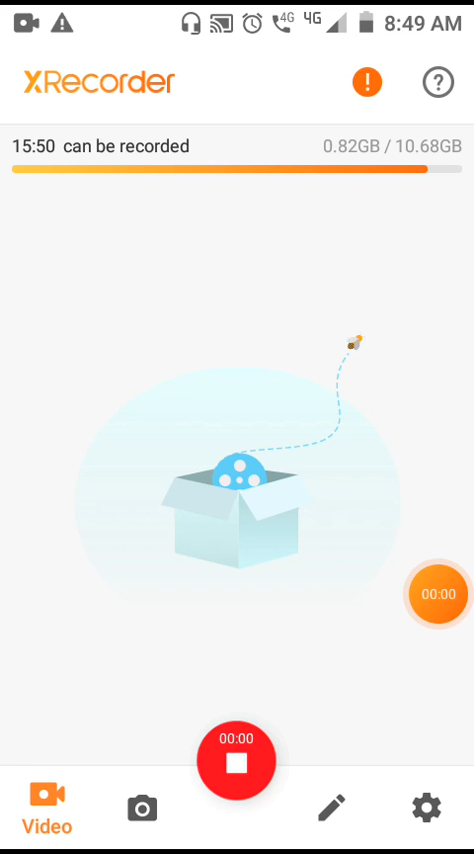 4G 4G 8:49 AM
XRecorder
15:50 can be recorded 0.82GB / 10.68GB
00:00
00:00
Video